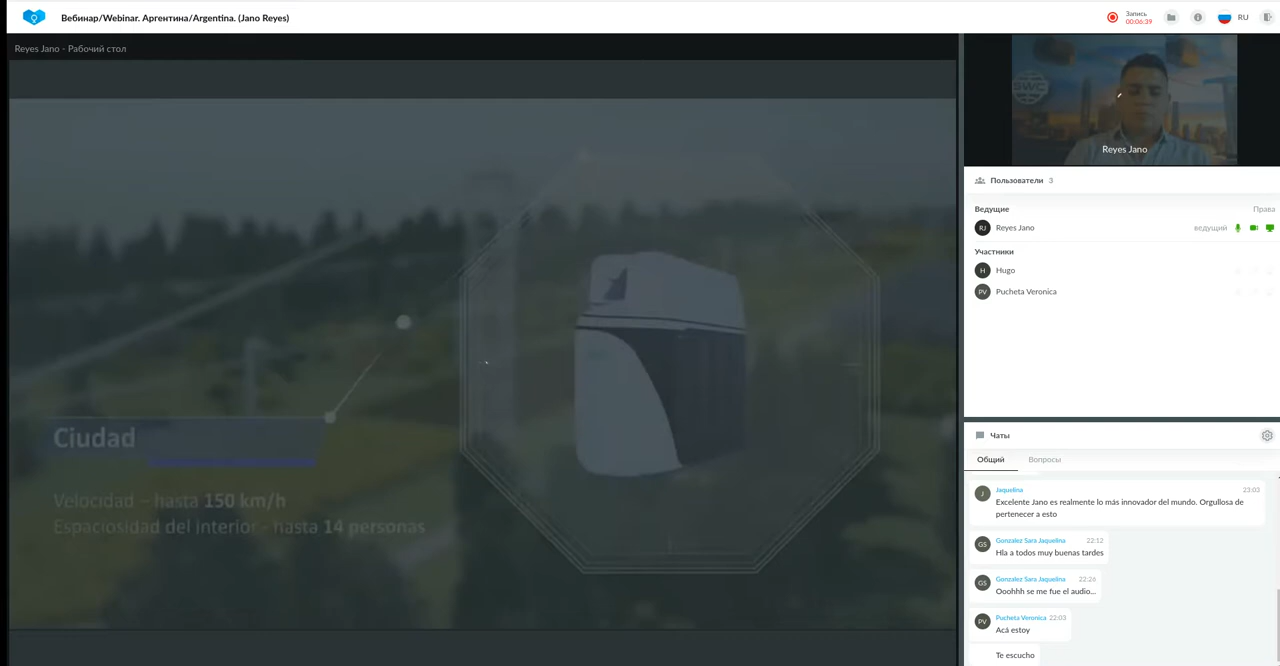 Вебинар/Webinar. Аргентина/Argentina. (Jano Reyes)
Запись
00:06:39
RU
Reyes Jano - Рабочий стол
SWC
Reyes Jano
Пользователи 3
Ведущие Права
RJ Reyes Jano ведущий
Участники
H Hugo
PV Pucheta Veronica
Ciudad
Velocidad – hasta 150 km/h
Espaciosidad del interior - hasta 14 personas
Чаты
Общий Вопросы
J Jaquelina 23:03
Excelente Jano es realmente lo más innovador del mundo. Orgullosa de
pertenecer a esto
GS Gonzalez Sara Jaquelina 22:12
Hla a todos muy buenas tardes
GS Gonzalez Sara Jaquelina 22:26
Ooohhh se me fue el audio...
PV Pucheta Veronica 22:03
Acá estoy
Te escucho